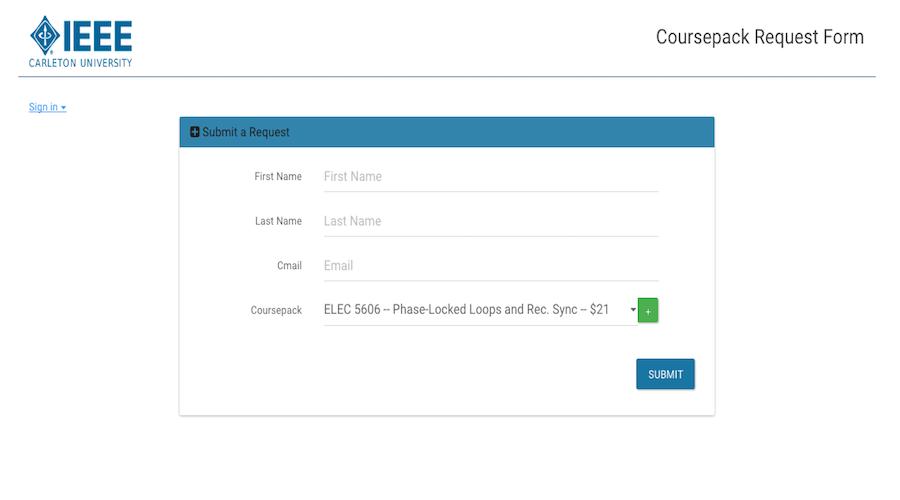 IEEE
CARLETON UNIVERSITY
Coursepack Request Form
Sign in
Submit a Request
First Name First Name
Last Name Last Name
Cmail Email
Coursepack ELEC 5606 -- Phase-Locked Loops and Rec. Sync -- $21 +
SUBMIT